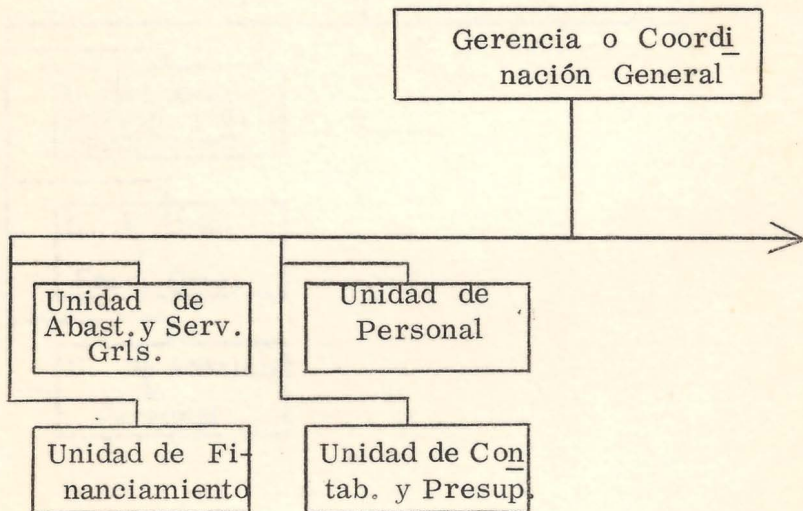 Gerencia o Coordi
nación General
Unidad de
Abast. y Serv.
Grls.
Unidad de
Personal
Unidad de Fi-
nanciamiento
Unidad de Con
tab. y Presup.